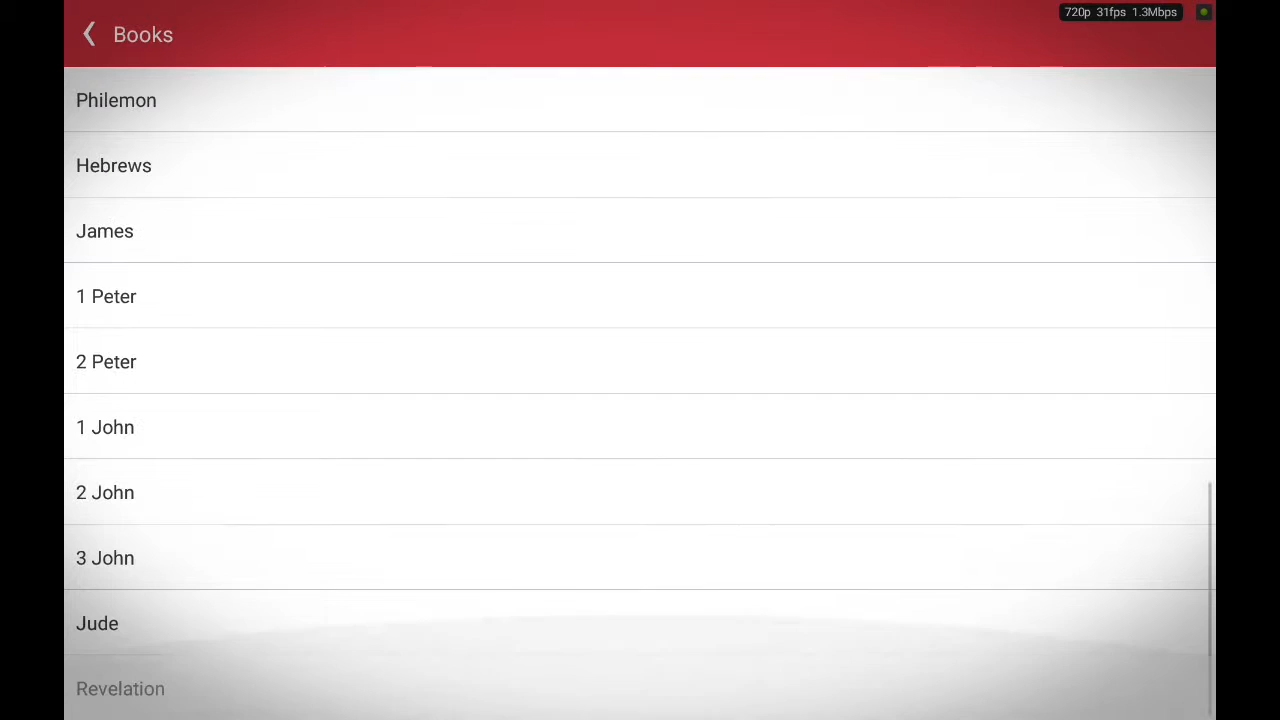 720p 31fps 1.3Mbps
Books
Philemon
Hebrews
James
1 Peter
2 Peter
1 John
2 John
3 John
Jude
Revelation